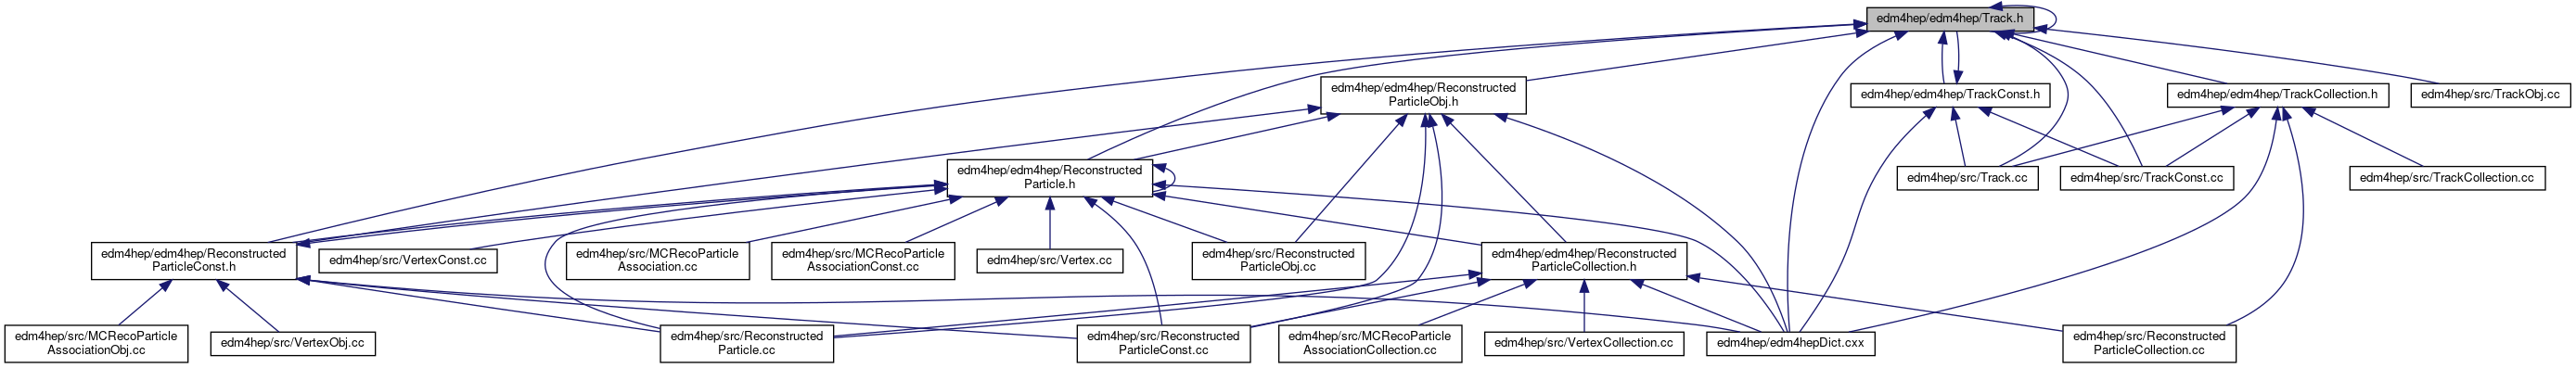 edm4hep/edm4hep/Track.h
edm4hep/edm4hep/Reconstructed
ParticleObj.h
edm4hep/edm4hep/TrackConst.h
edm4hep/edm4hep/TrackCollection.h
edm4hep/src/TrackObj.cc
edm4hep/edm4hep/Reconstructed
Particle.h
edm4hep/src/Track.cc
edm4hep/src/TrackConst.cc
edm4hep/src/TrackCollection.cc
edm4hep/edm4hep/Reconstructed
ParticleConst.h
edm4hep/src/VertexConst.cc
edm4hep/src/MCRecoParticle
Association.cc
edm4hep/src/MCRecoParticle
AssociationConst.cc
edm4hep/src/Vertex.cc
edm4hep/src/Reconstructed
ParticleObj.cc
edm4hep/edm4hep/Reconstructed
ParticleCollection.h
edm4hep/src/MCRecoParticle
AssociationObj.cc
edm4hep/src/VertexObj.cc
edm4hep/src/Reconstructed
Particle.cc
edm4hep/src/Reconstructed
ParticleConst.cc
edm4hep/src/MCRecoParticle
AssociationCollection.cc
edm4hep/src/VertexCollection.cc
edm4hep/edm4hepDict.cxx
edm4hep/src/Reconstructed
ParticleCollection.cc